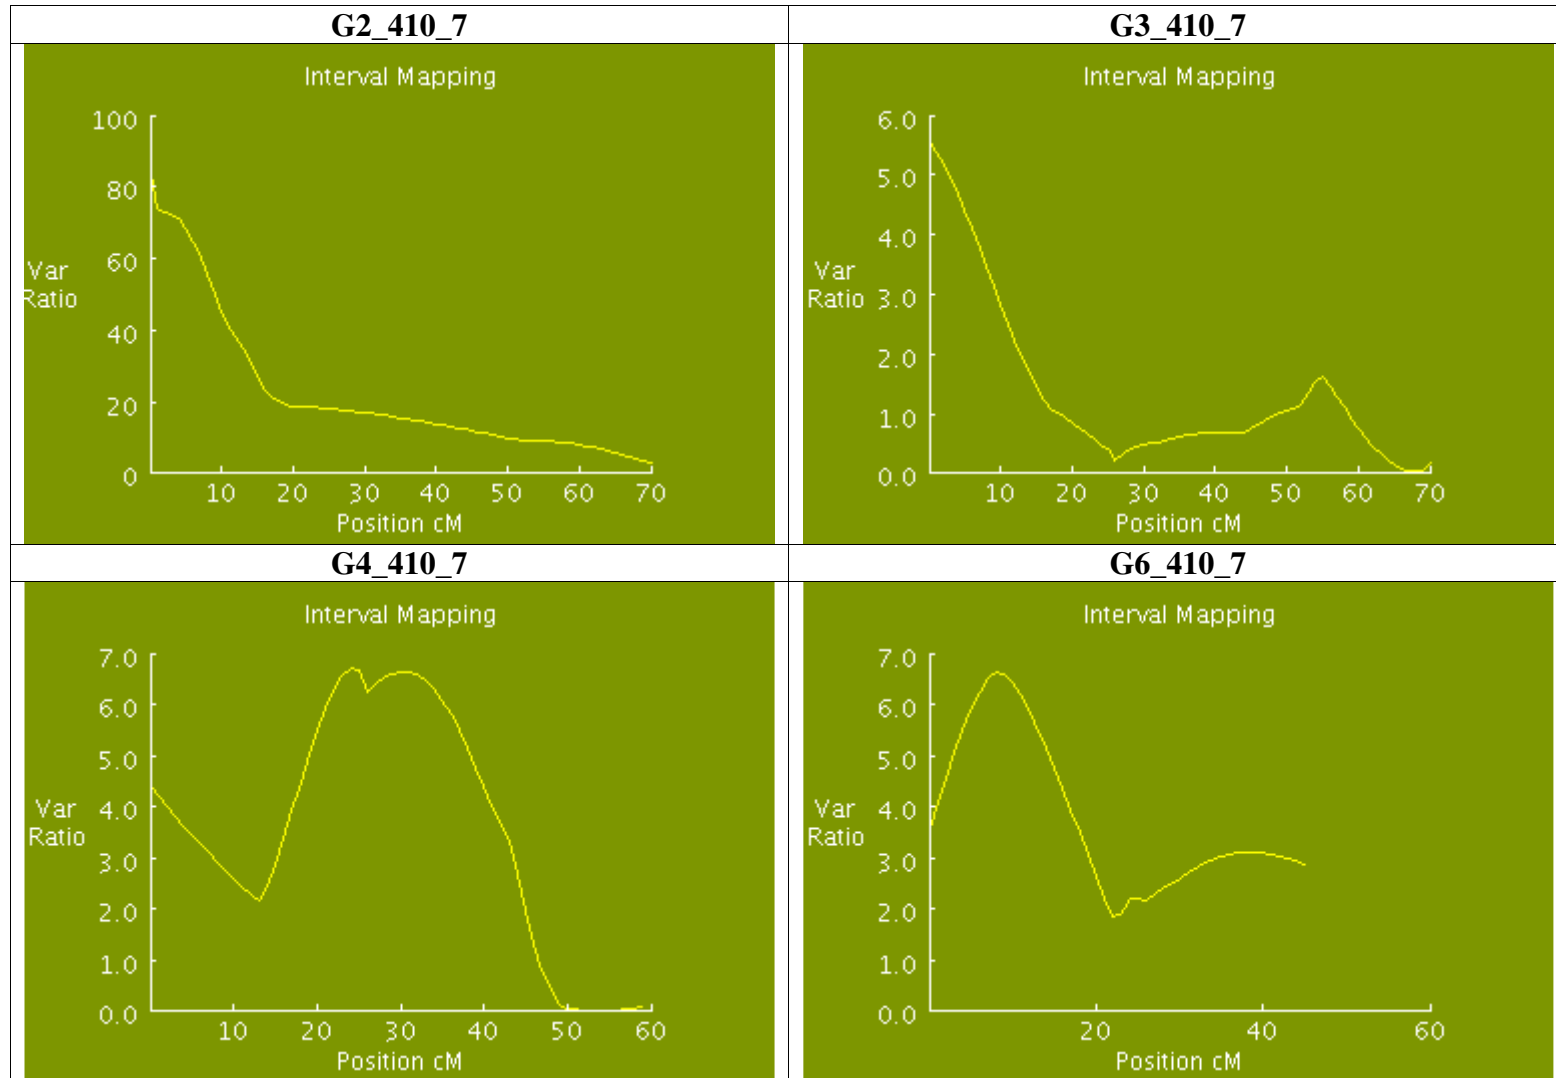 G2_410_7
G3_410_7
Interval Mapping
100
80
60
40
20
0
Var
Ratio
10 20 30 40 50 60 70
Position cM
Interval Mapping
6.0
5.0
4.0
3.0
2.0
1.0
0.0
Var
Ratio
10 20 30 40 50 60 70
Position cM
G4_410_7
G6_410_7
Interval Mapping
7.0
6.0
5.0
4.0
3.0
2.0
1.0
0.0
Var
Ratio
10 20 30 40 50 60
Position cM
Interval Mapping
7.0
6.0
5.0
4.0
3.0
2.0
1.0
0.0
Var
Ratio
20 40 60
Position cM